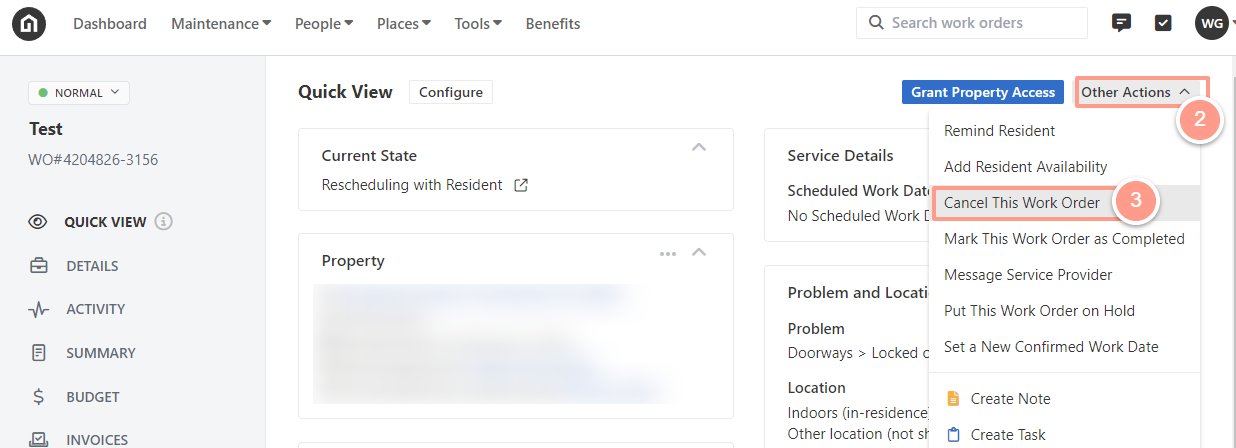 Dashboard Maintenance People Places Tools Benefits Search work orders WG
NORMAL
Test
WO#4204826-3156
QUICK VIEW
DETAILS
ACTIVITY
SUMMARY
BUDGET
INVOICES
Quick View Configure Grant Property Access Other Actions
2
Current State
Rescheduling with Resident
Property
Service Details
Scheduled Work Date
No Scheduled Work D
Problem and Locati
Problem
Doorways > Locked o
Location
Indoors (in-residence)
Other location (not sh
Remind Resident
Add Resident Availability
Cancel This Work Order
3
Mark This Work Order as Completed
Message Service Provider
Put This Work Order on Hold
Set a New Confirmed Work Date
Create Note
Create Task